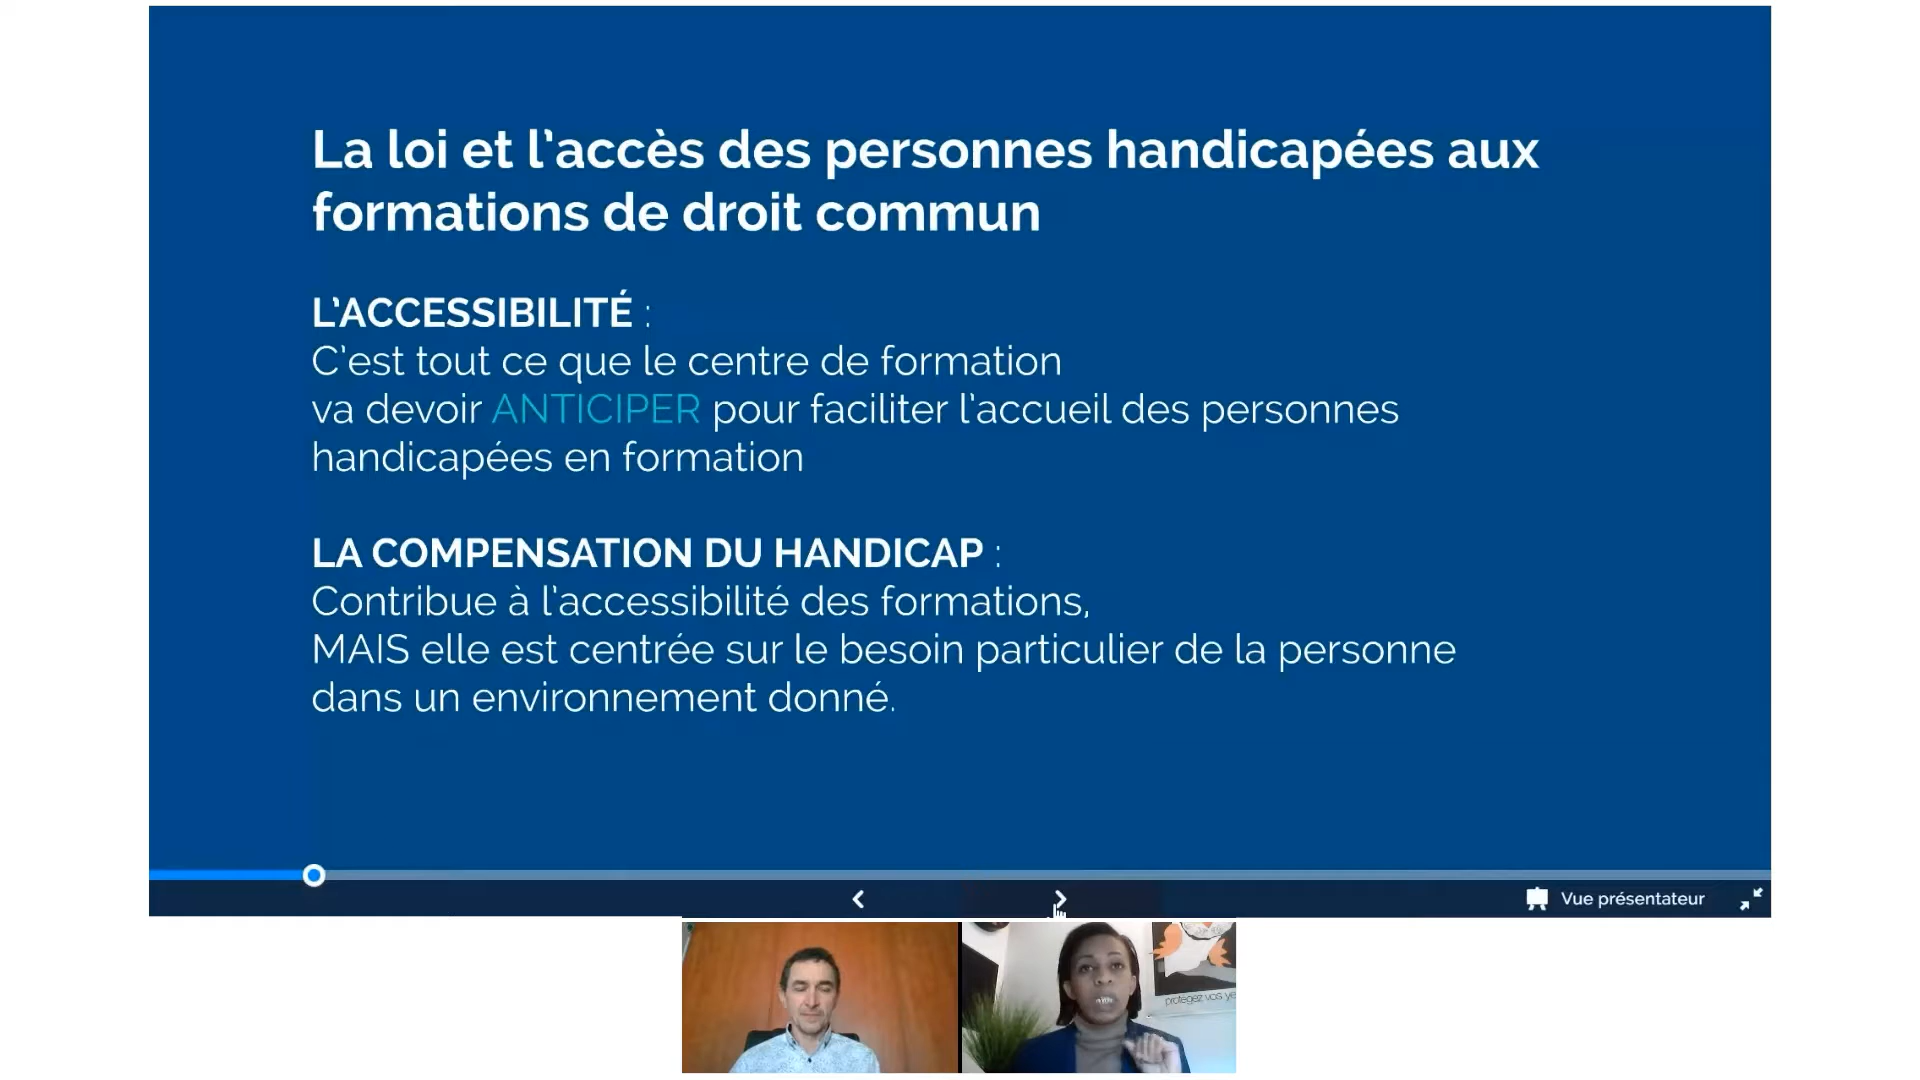 La loi et l'accès des personnes handicapées aux
formations de droit commun
L'ACCESSIBILITÉ :
C'est tout ce que le centre de formation
va devoir ANTICIPER pour faciliter l'accueil des personnes
handicapées en formation
LA COMPENSATION DU HANDICAP :
Contribue à l'accessibilité des formations,
MAIS elle est centrée sur le besoin particulier de la personne
dans un environnement donné.
Vue présentateur
protégez vos ye